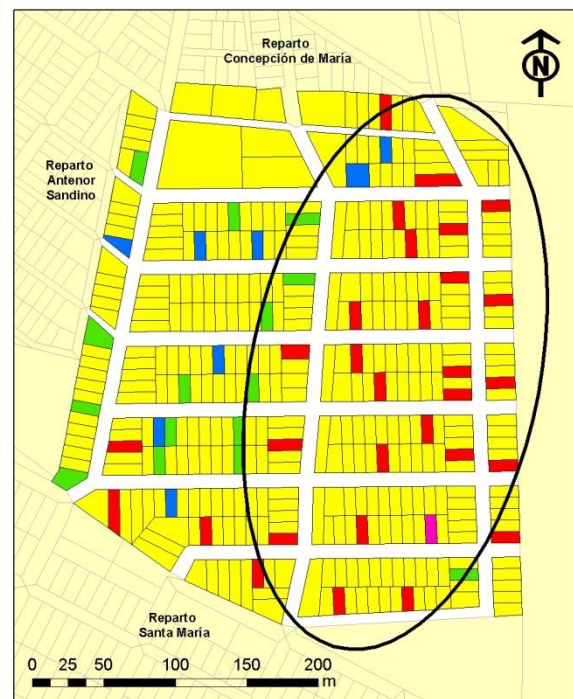 Reparto
Concepción de María
N
Reparto
Antenor
Sandino
Reparto
Santa María
0 25 50 100 150 200
m